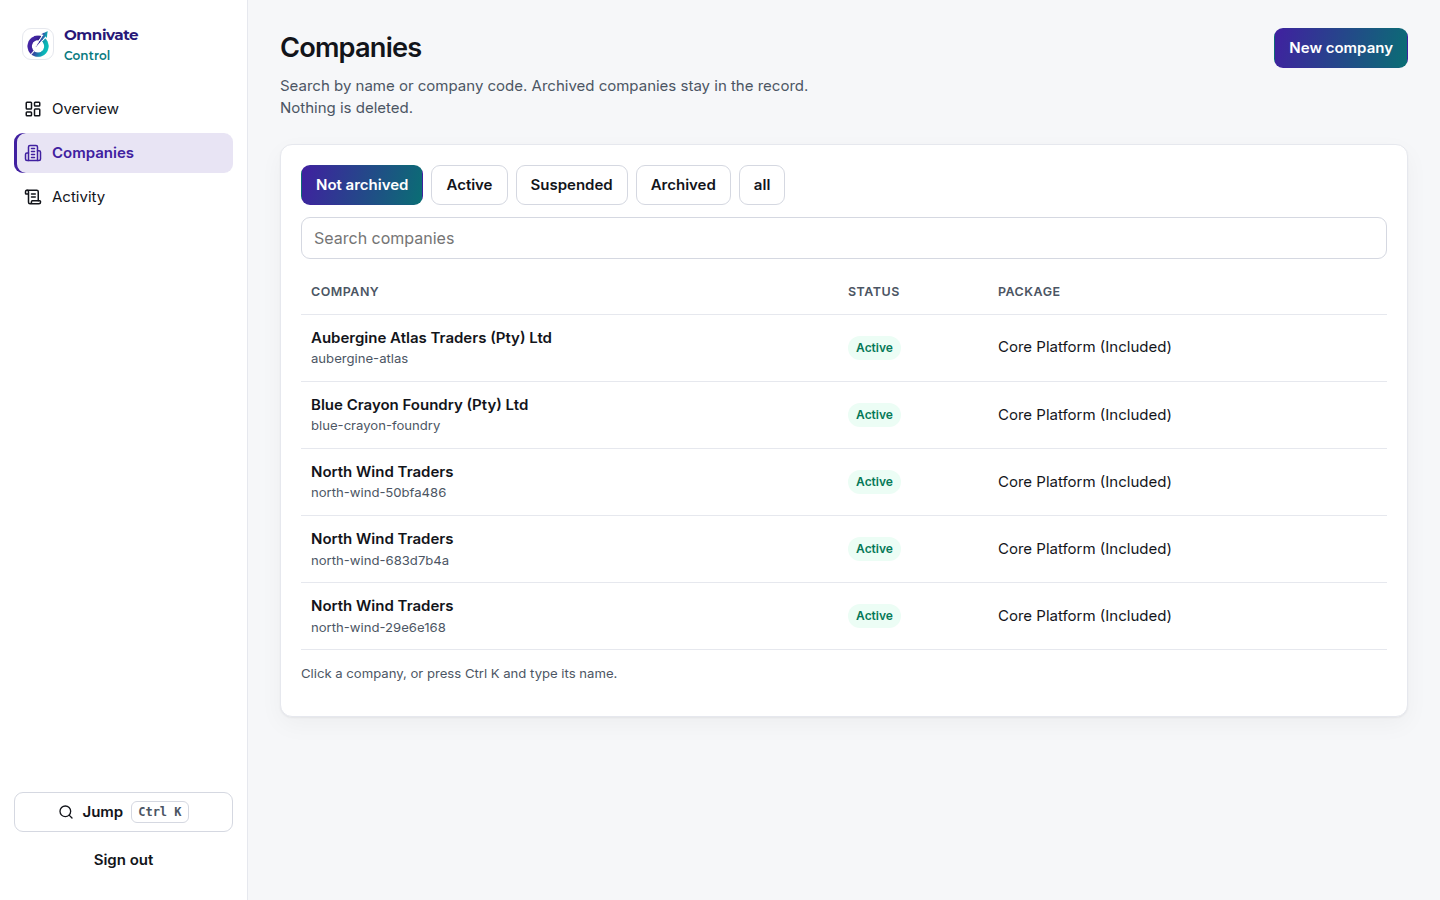 Omnivate
Control
Overview
Companies
Activity
Jump Ctrl K
Sign out
Companies
New company
Search by name or company code. Archived companies stay in the record.
Nothing is deleted.
Not archived Active Suspended Archived all
Search companies
COMPANY STATUS PACKAGE
Aubergine Atlas Traders (Pty) Ltd
aubergine-atlas
Active Core Platform (Included)
Blue Crayon Foundry (Pty) Ltd
blue-crayon-foundry
Active Core Platform (Included)
North Wind Traders
north-wind-50bfa486
Active Core Platform (Included)
North Wind Traders
north-wind-683d7b4a
Active Core Platform (Included)
North Wind Traders
north-wind-29e6e168
Active Core Platform (Included)
Click a company, or press Ctrl K and type its name.